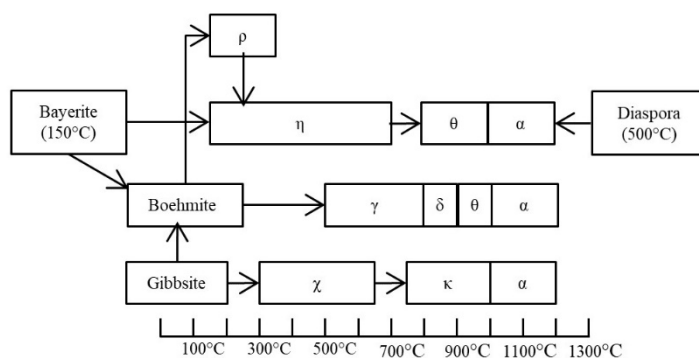 ρ
Bayerite
(150°C)
η
θ
α
Diaspora
(500°C)
Boehmite
γ
δ
θ
α
Gibbsite
χ
κ
α
100°C
300°C
500°C
700°C
900°C
1100°C
1300°C